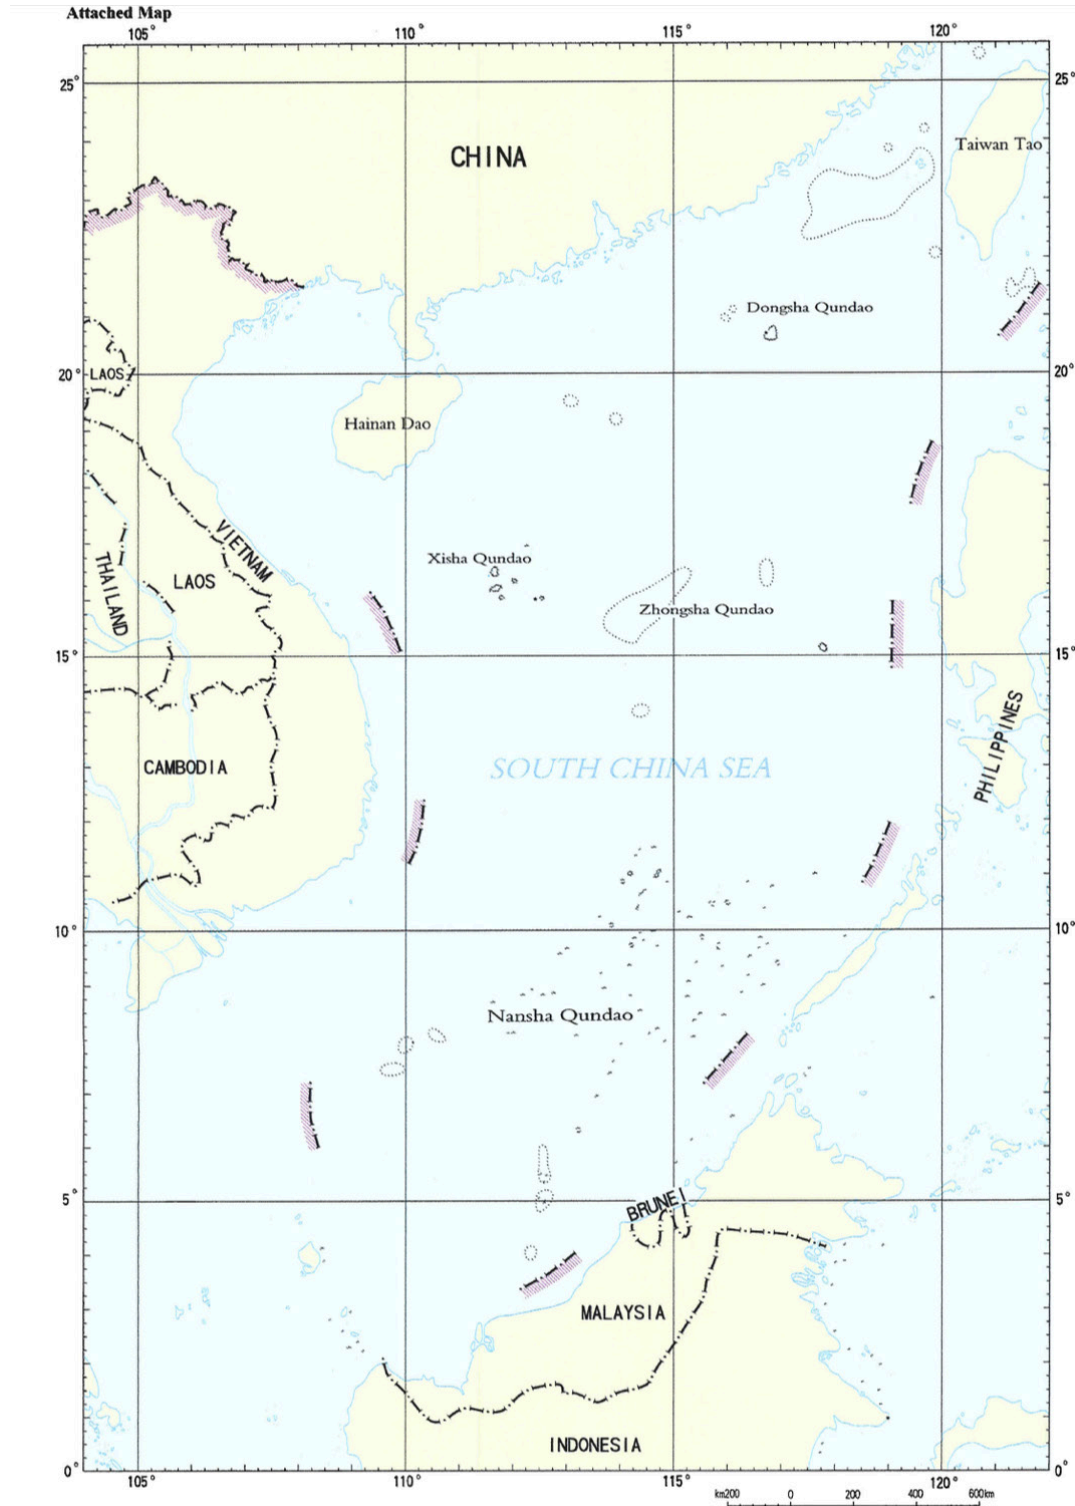 Attached Map
105° 110° 115° 120°
25° 25°
CHINA
Taiwan Tao
Dongsha Qundao
20° 20°
LAOS
Hainan Dao
VIETNAM
Xisha Qundao
THAILAND
LAOS
Zhongsha Qundao
15° 15°
PHILIPPINES
CAMBODIA
SOUTH CHINA SEA
10° 10°
Nansha Qundao
5° 5°
BRUNEI
MALAYSIA
INDONESIA
0° 0°
105° 110° 115° 120°
km200 0 200 400 600km